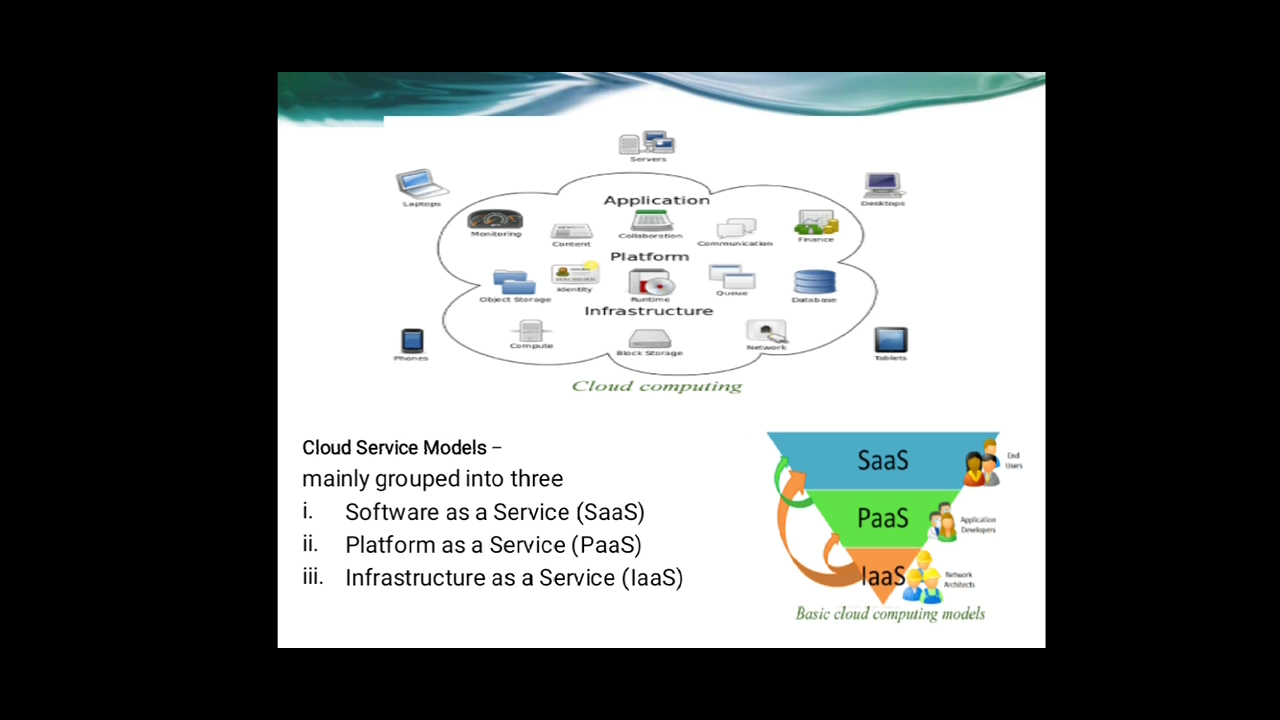 Servers
Laptops
Desktops
Application
Monitoring
Content
Collaboration
Communication
Finance
Platform
Object Storage
Identity
Runtime
Queue
Database
Infrastructure
Compute
Block Storage
Network
Phones
Tablets
Cloud computing
Cloud Service Models –
mainly grouped into three
i. Software as a Service (SaaS)
ii. Platform as a Service (PaaS)
iii. Infrastructure as a Service (IaaS)
SaaS
End
Users
PaaS
Application
Developers
IaaS
Network
Architects
Basic cloud computing models